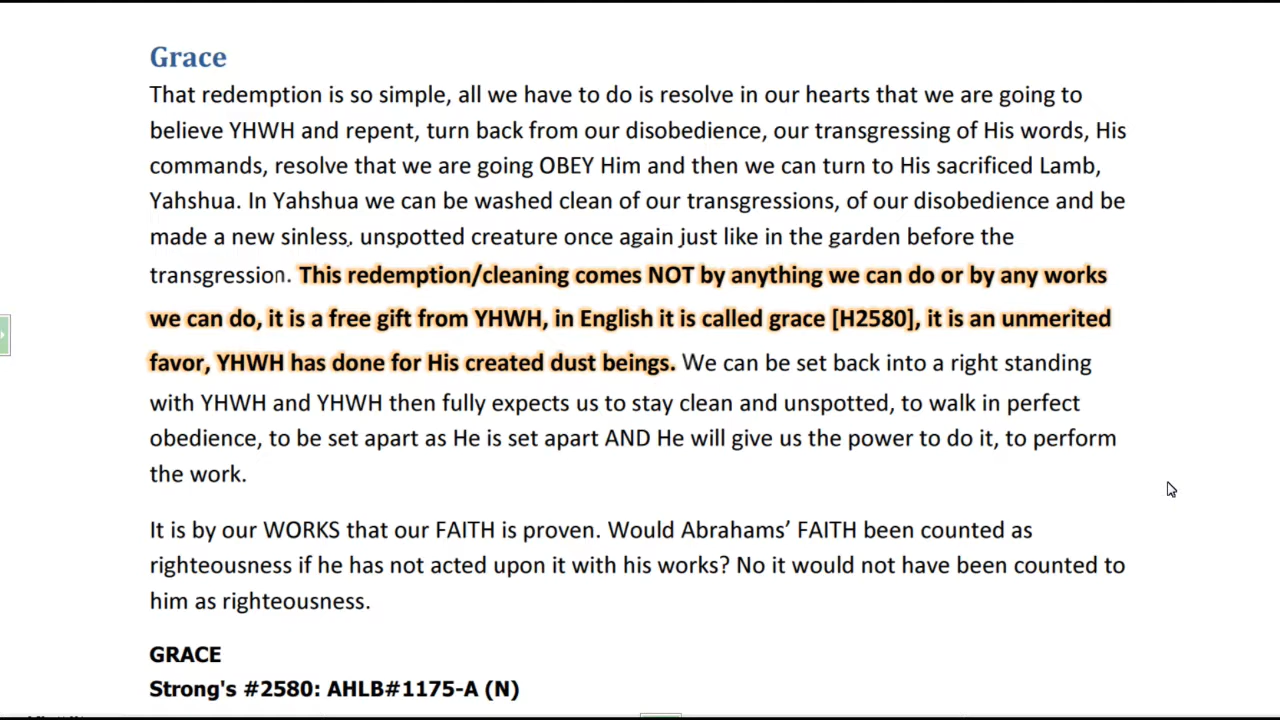 Grace
That redemption is so simple, all we have to do is resolve in our hearts that we are going to
believe YHWH and repent, turn back from our disobedience, our transgressing of His words, His
commands, resolve that we are going OBEY Him and then we can turn to His sacrificed Lamb,
Yahshua. In Yahshua we can be washed clean of our transgressions, of our disobedience and be
made a new sinless, unspotted creature once again just like in the garden before the
transgression. This redemption/cleaning comes NOT by anything we can do or by any works
we can do, it is a free gift from YHWH, in English it is called grace [H2580], it is an unmerited
favor, YHWH has done for His created dust beings. We can be set back into a right standing
with YHWH and YHWH then fully expects us to stay clean and unspotted, to walk in perfect
obedience, to be set apart as He is set apart AND He will give us the power to do it, to perform
the work.
It is by our WORKS that our FAITH is proven. Would Abrahams’ FAITH been counted as
righteousness if he has not acted upon it with his works? No it would not have been counted to
him as righteousness.
GRACE
Strong's #2580: AHLB#1175-A (N)